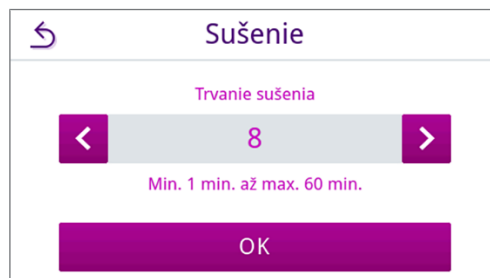 Sušenie
Trvanie sušenia
8
Min. 1 min. až max. 60 min.
OK